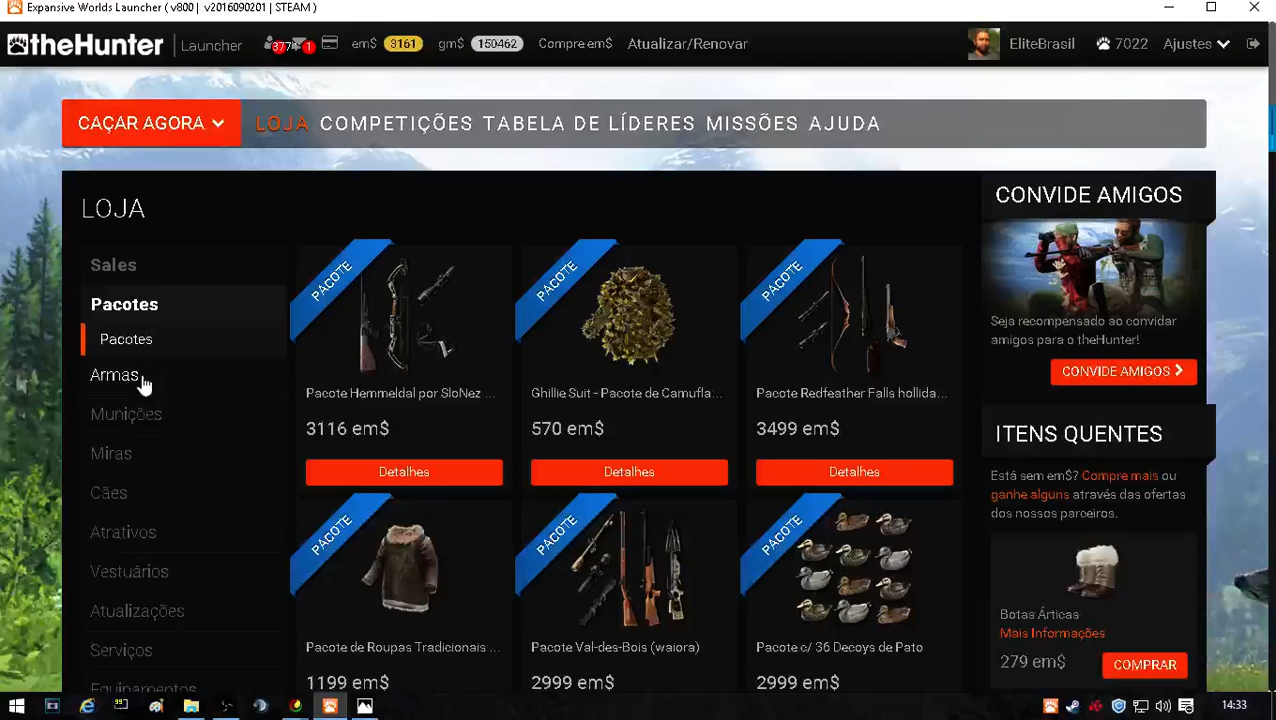 Expansive Worlds Launcher ( v800 | v2016090201 | STEAM )
theHunter Launcher 377 1 em$ 3161 gm$ 150462 Compre em$ Atualizar/Renovar EliteBrasil 7022 Ajustes
CAÇAR AGORA LOJA COMPETIÇÕES TABELA DE LÍDERES MISSÕES AJUDA
LOJA
Sales
Pacotes
Pacotes
Armas
Munições
Miras
Cães
Atrativos
Vestuários
Atualizações
Serviços
Equipamentos
PACOTE
Pacote Hemmeldal por SloNez ...
3116 em$
Detalhes
PACOTE
Ghillie Suit - Pacote de Camufla...
570 em$
Detalhes
PACOTE
Pacote Redfeather Falls hollida...
3499 em$
Detalhes
PACOTE
Pacote de Roupas Tradicionais ...
1199 em$
PACOTE
Pacote Val-des-Bois (waiora)
2999 em$
PACOTE
Pacote c/ 36 Decoys de Pato
2999 em$
CONVIDE AMIGOS
Seja recompensado ao convidar
amigos para o theHunter!
CONVIDE AMIGOS
ITENS QUENTES
Está sem em$? Compre mais ou
ganhe alguns através das ofertas
dos nossos parceiros.
Botas Árticas
Mais Informações
279 em$ COMPRAR
14:33